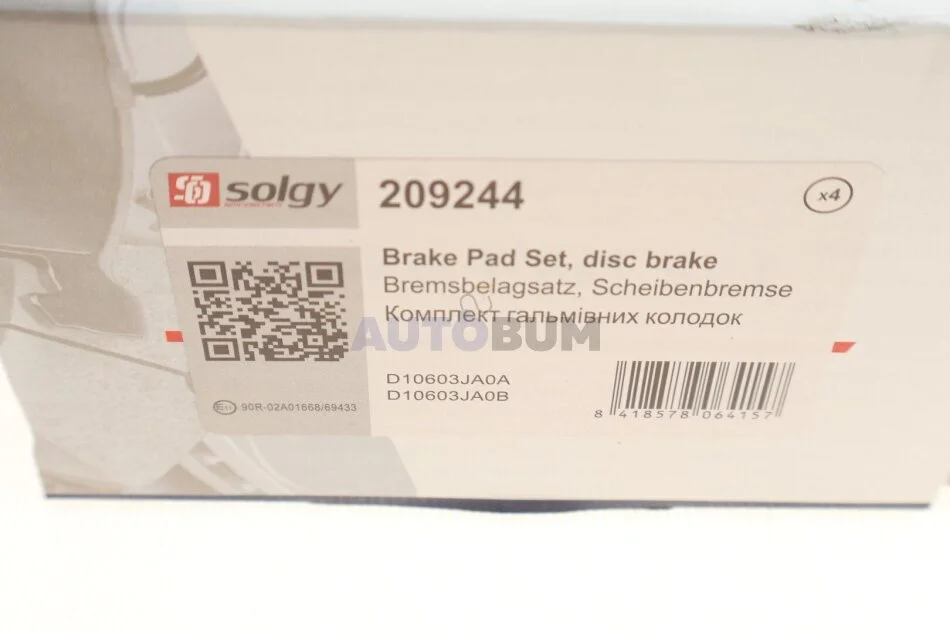 solgy
209244
x4
Brake Pad Set, disc brake
Bremsbelagsatz, Scheibenbremse
Комплект гальмівних колодок
AUTOBUM
D10603JA0A
D10603JA0B
E11 90R-02A01668/69433
8 418578 064157